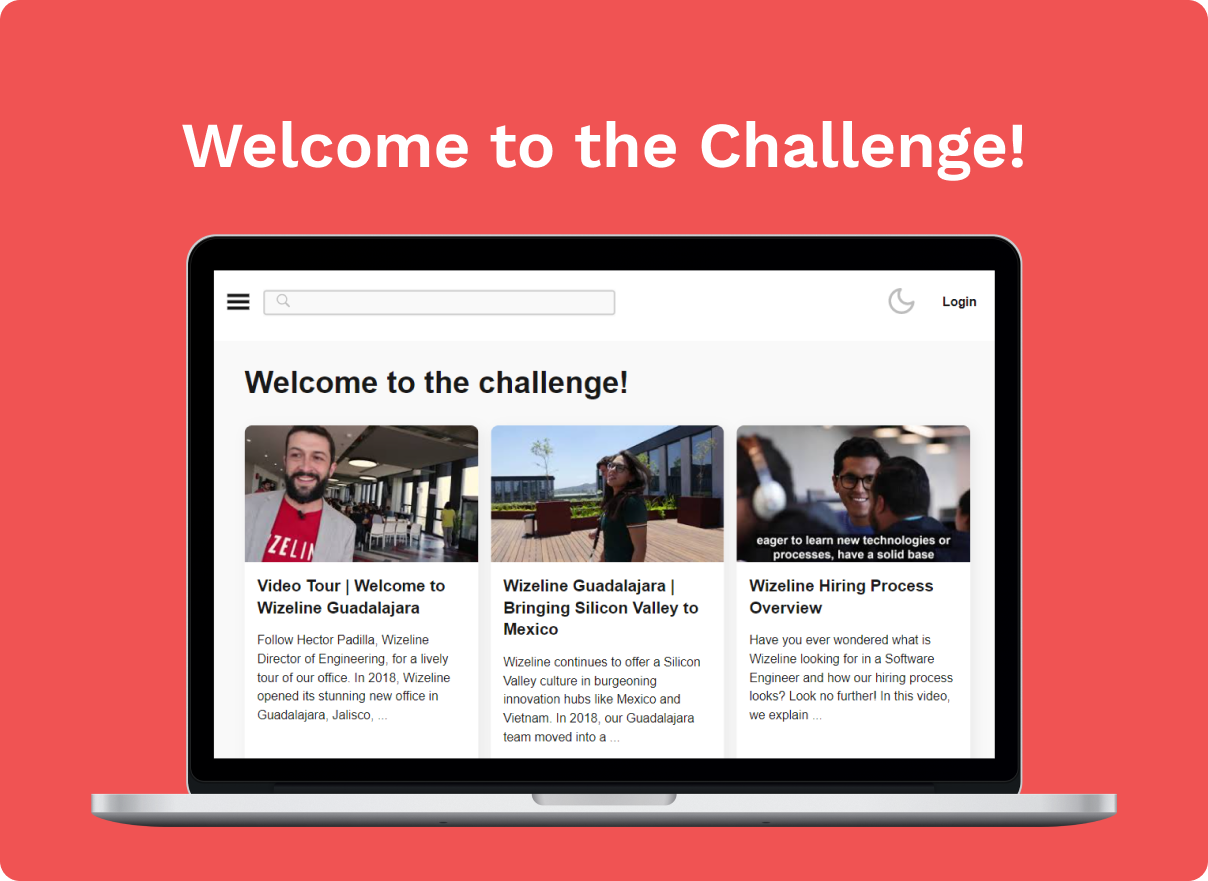 Welcome to the Challenge!
Login
Welcome to the challenge!
ZELIN
eager to learn new technologies or
processes, have a solid base
Video Tour | Welcome to
Wizeline Guadalajara
Follow Hector Padilla, Wizeline
Director of Engineering, for a lively
tour of our office. In 2018, Wizeline
opened its stunning new office in
Guadalajara, Jalisco, ...
Wizeline Guadalajara |
Bringing Silicon Valley to
Mexico
Wizeline continues to offer a Silicon
Valley culture in burgeoning
innovation hubs like Mexico and
Vietnam. In 2018, our Guadalajara
team moved into a ...
Wizeline Hiring Process
Overview
Have you ever wondered what is
Wizeline looking for in a Software
Engineer and how our hiring process
looks? Look no further! In this video,
we explain ...